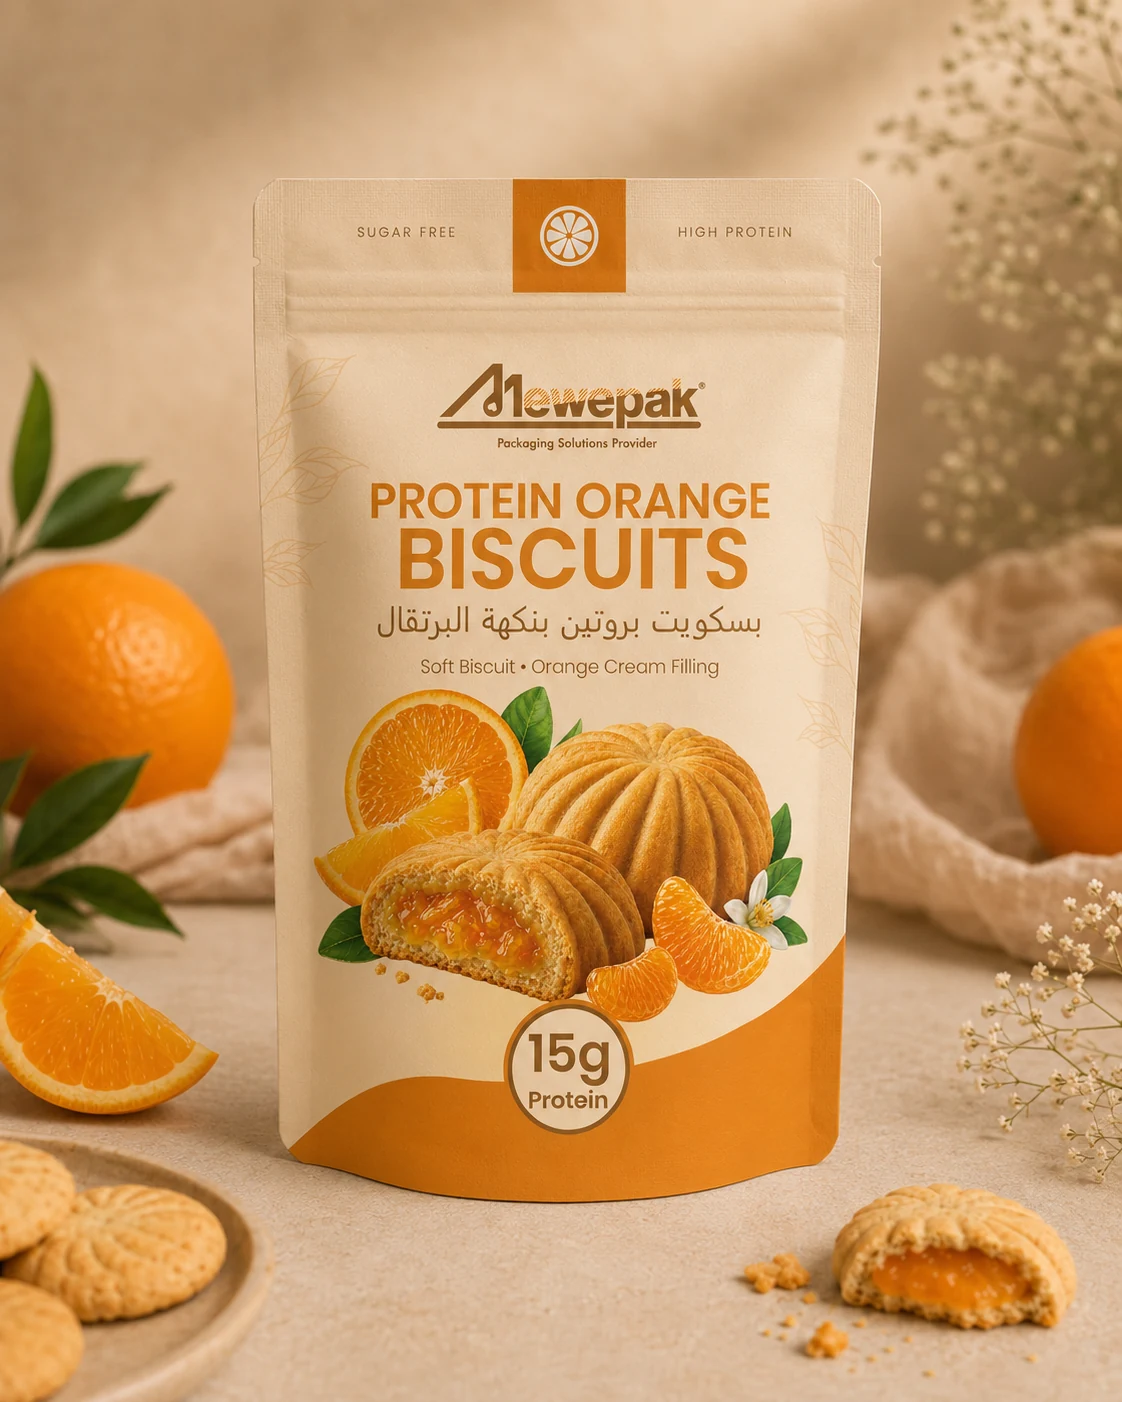 SUGAR FREE
HIGH PROTEIN
Mewepak®
Packaging Solutions Provider
PROTEIN ORANGE
BISCUITS
بسكويت بروتين بنكهة البرتقال
Soft Biscuit • Orange Cream Filling
15g
Protein